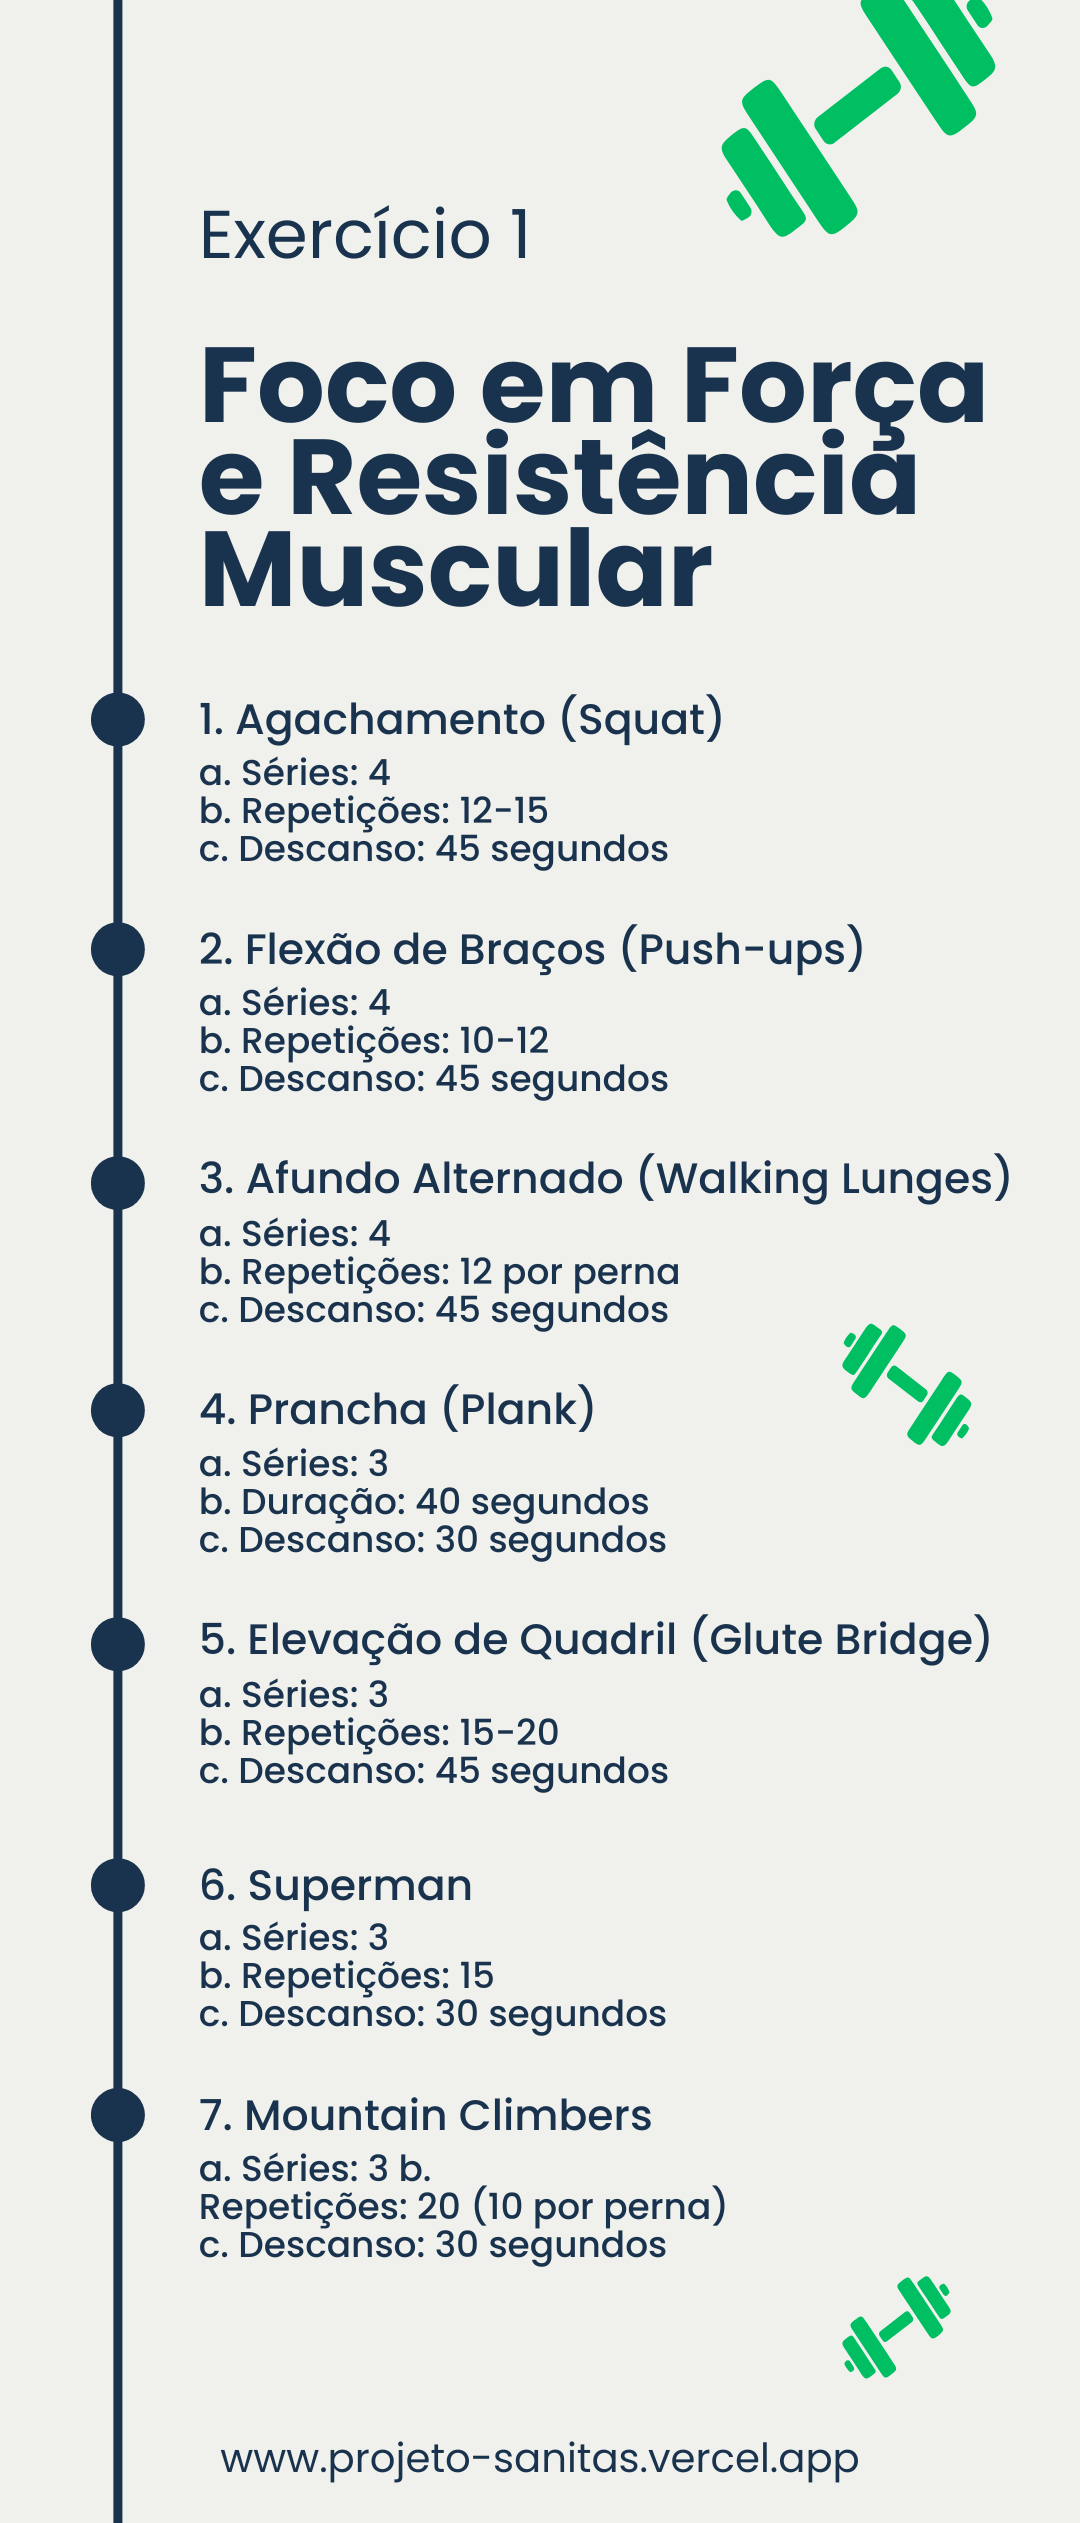 Exercício 1
Foco em Força
e Resistência
Muscular
1. Agachamento (Squat)
a. Séries: 4
b. Repetições: 12-15
c. Descanso: 45 segundos
2. Flexão de Braços (Push-ups)
a. Séries: 4
b. Repetições: 10-12
c. Descanso: 45 segundos
3. Afundo Alternado (Walking Lunges)
a. Séries: 4
b. Repetições: 12 por perna
c. Descanso: 45 segundos
4. Prancha (Plank)
a. Séries: 3
b. Duração: 40 segundos
c. Descanso: 30 segundos
5. Elevação de Quadril (Glute Bridge)
a. Séries: 3
b. Repetições: 15-20
c. Descanso: 45 segundos
6. Superman
a. Séries: 3
b. Repetições: 15
c. Descanso: 30 segundos
7. Mountain Climbers
a. Séries: 3 b.
Repetições: 20 (10 por perna)
c. Descanso: 30 segundos
www.projeto-sanitas.vercel.app